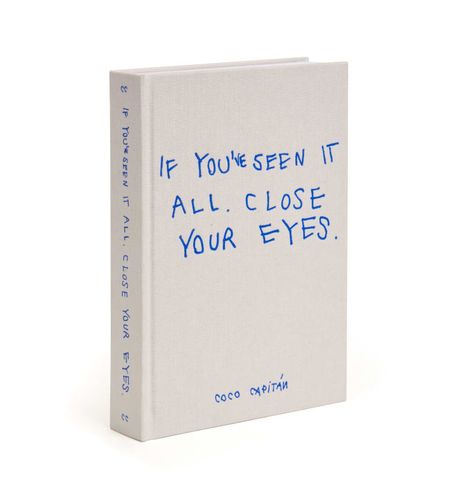 IF YOU'VE SEEN IT
ALL. CLOSE
YOUR EYES.
COCO CAPITÁN
IF YOU'VE SEEN IT ALL. CLOSE YOUR EYES.